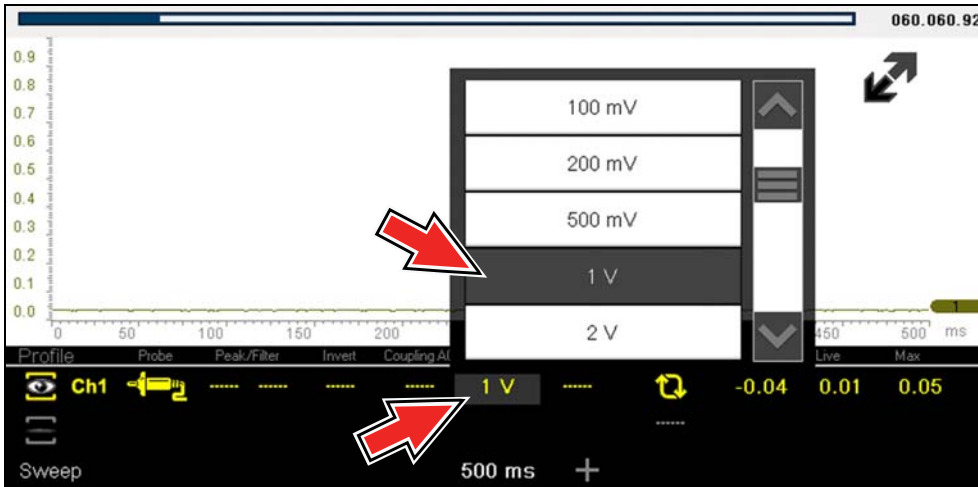 060.060.92
0.9
0.8
0.7
0.6
0.5
0.4
0.3
0.2
0.1
0.0
100 mV
200 mV
500 mV
1 V
2 V
1
0 50 100 150 200 450 500 ms
Profile Probe Peak/Filter Invert Coupling AC Live Max
Ch1 ------ ------ ------ ------ 1 V ------ -0.04 0.01 0.05
------
Sweep 500 ms +